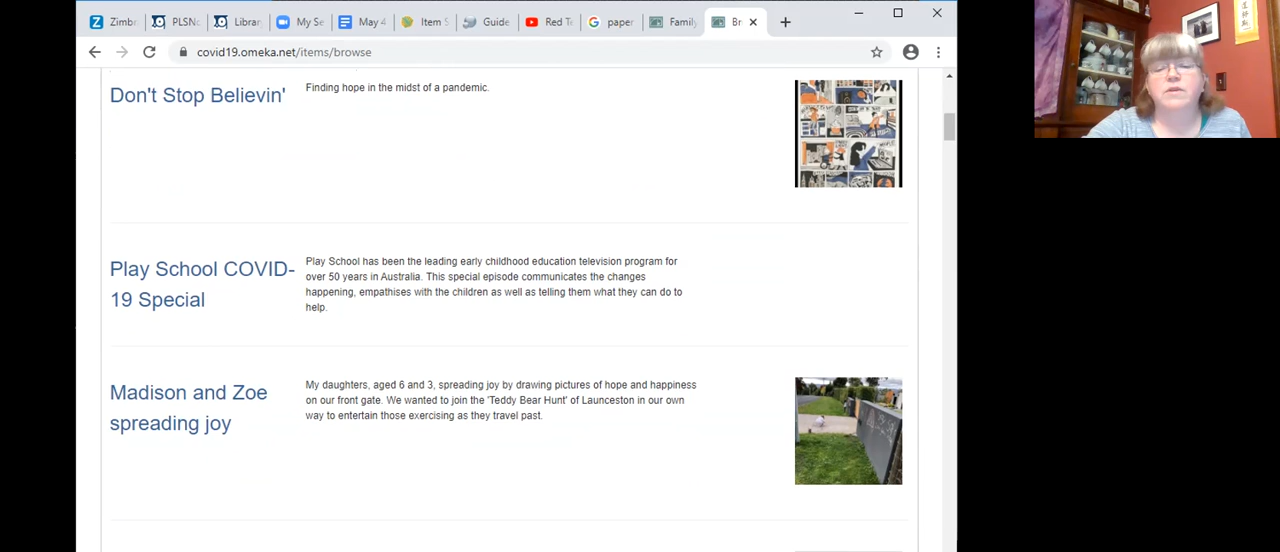 Zimbr
PLSNo
Librar
My Se
May 4
Item S
Guide
Red Te
paper
Family
Br
covid19.omeka.net/items/browse
Don't Stop Believin'
Finding hope in the midst of a pandemic.
Play School COVID-
19 Special
Play School has been the leading early childhood education television program for
over 50 years in Australia. This special episode communicates the changes
happening, empathises with the children as well as telling them what they can do to
help.
Madison and Zoe
spreading joy
My daughters, aged 6 and 3, spreading joy by drawing pictures of hope and happiness
on our front gate. We wanted to join the 'Teddy Bear Hunt' of Launceston in our own
way to entertain those exercising as they travel past.